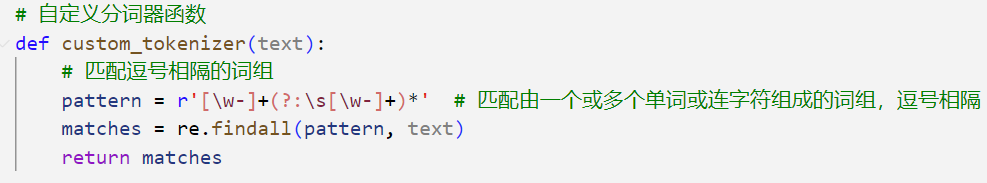 # 自定义分词器函数
def custom_tokenizer(text):
# 匹配逗号相隔的词组
pattern = r'[\w-]+(?:\s[\w-]+)*'  # 匹配由一个或多个单词或连字符组成的词组，逗号相隔
matches = re.findall(pattern, text)
return matches